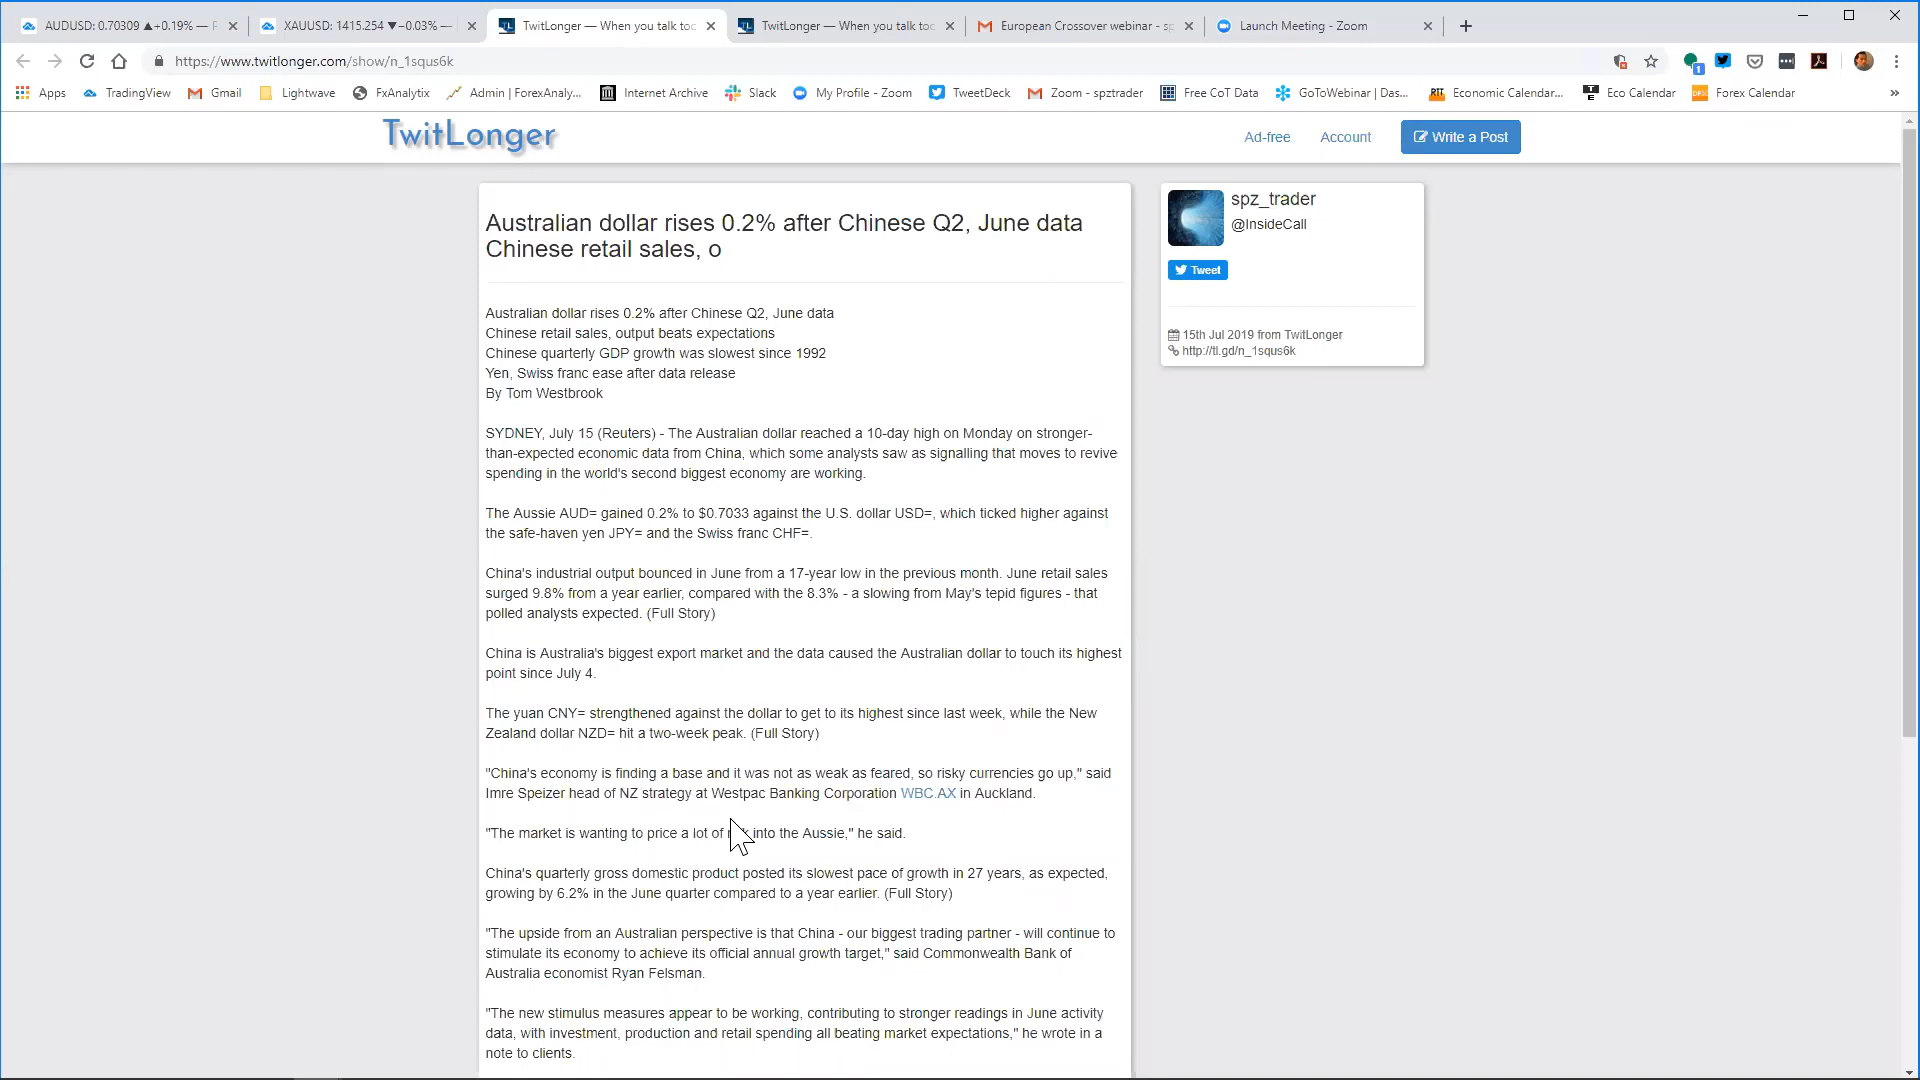 AUDUSD: 0.70309 ▲+0.19% —
XAUUSD: 1415.254 ▼−0.03% —
TwitLonger — When you talk toc
TwitLonger — When you talk toc
European Crossover webinar - sp
Launch Meeting - Zoom
https://www.twitlonger.com/show/n_1squs6k
1
Apps
TradingView
Gmail
Lightwave
FxAnalytix
Admin | ForexAnaly...
Internet Archive
Slack
My Profile - Zoom
TweetDeck
Zoom - spztrader
Free CoT Data
GoToWebinar | Das...
Economic Calendar...
Eco Calendar
Forex Calendar
»
TwitLonger
Ad-free
Account
Write a Post
Australian dollar rises 0.2% after Chinese Q2, June data
Chinese retail sales, o
Australian dollar rises 0.2% after Chinese Q2, June data
Chinese retail sales, output beats expectations
Chinese quarterly GDP growth was slowest since 1992
Yen, Swiss franc ease after data release
By Tom Westbrook
SYDNEY, July 15 (Reuters) - The Australian dollar reached a 10-day high on Monday on stronger-
than-expected economic data from China, which some analysts saw as signalling that moves to revive
spending in the world's second biggest economy are working.
The Aussie AUD= gained 0.2% to $0.7033 against the U.S. dollar USD=, which ticked higher against
the safe-haven yen JPY= and the Swiss franc CHF=.
China's industrial output bounced in June from a 17-year low in the previous month. June retail sales
surged 9.8% from a year earlier, compared with the 8.3% - a slowing from May's tepid figures - that
polled analysts expected. (Full Story)
China is Australia's biggest export market and the data caused the Australian dollar to touch its highest
point since July 4.
The yuan CNY= strengthened against the dollar to get to its highest since last week, while the New
Zealand dollar NZD= hit a two-week peak. (Full Story)
"China's economy is finding a base and it was not as weak as feared, so risky currencies go up," said
Imre Speizer head of NZ strategy at Westpac Banking Corporation WBC.AX in Auckland.
"The market is wanting to price a lot of into the Aussie," he said.
China's quarterly gross domestic product posted its slowest pace of growth in 27 years, as expected,
growing by 6.2% in the June quarter compared to a year earlier. (Full Story)
"The upside from an Australian perspective is that China - our biggest trading partner - will continue to
stimulate its economy to achieve its official annual growth target," said Commonwealth Bank of
Australia economist Ryan Felsman.
"The new stimulus measures appear to be working, contributing to stronger readings in June activity
data, with investment, production and retail spending all beating market expectations," he wrote in a
note to clients.
spz_trader
@InsideCall
Tweet
15th Jul 2019 from TwitLonger
http://tl.gd/n_1squs6k